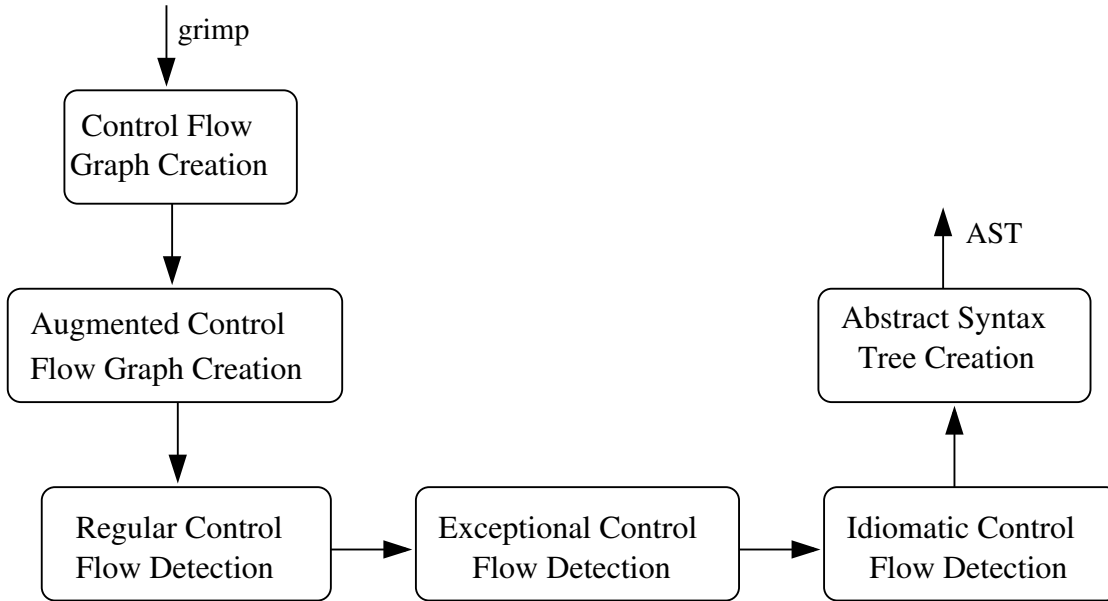 grimp
Control Flow
Graph Creation
Augmented Control
Flow Graph Creation
Regular Control
Flow Detection
Exceptional Control
Flow Detection
Idiomatic Control
Flow Detection
Abstract Syntax
Tree Creation
AST